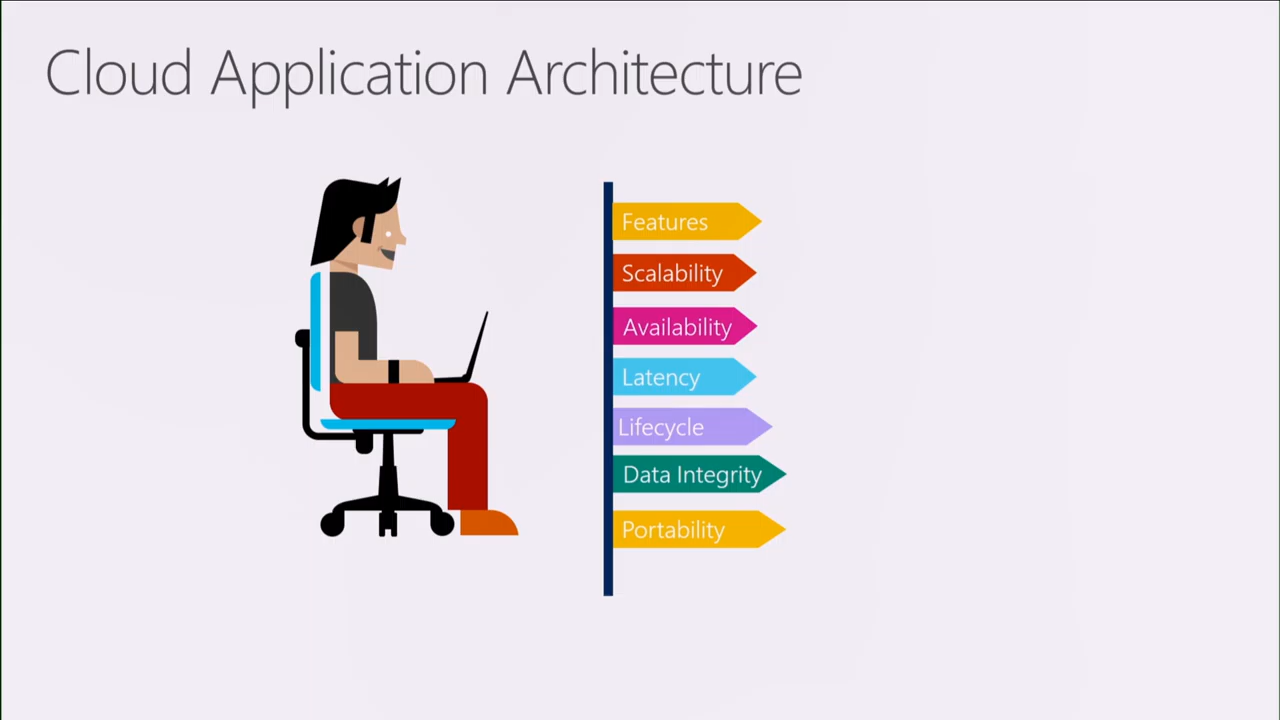 Cloud Application Architecture
Features
Scalability
Availability
Latency
Lifecycle
Data Integrity
Portability